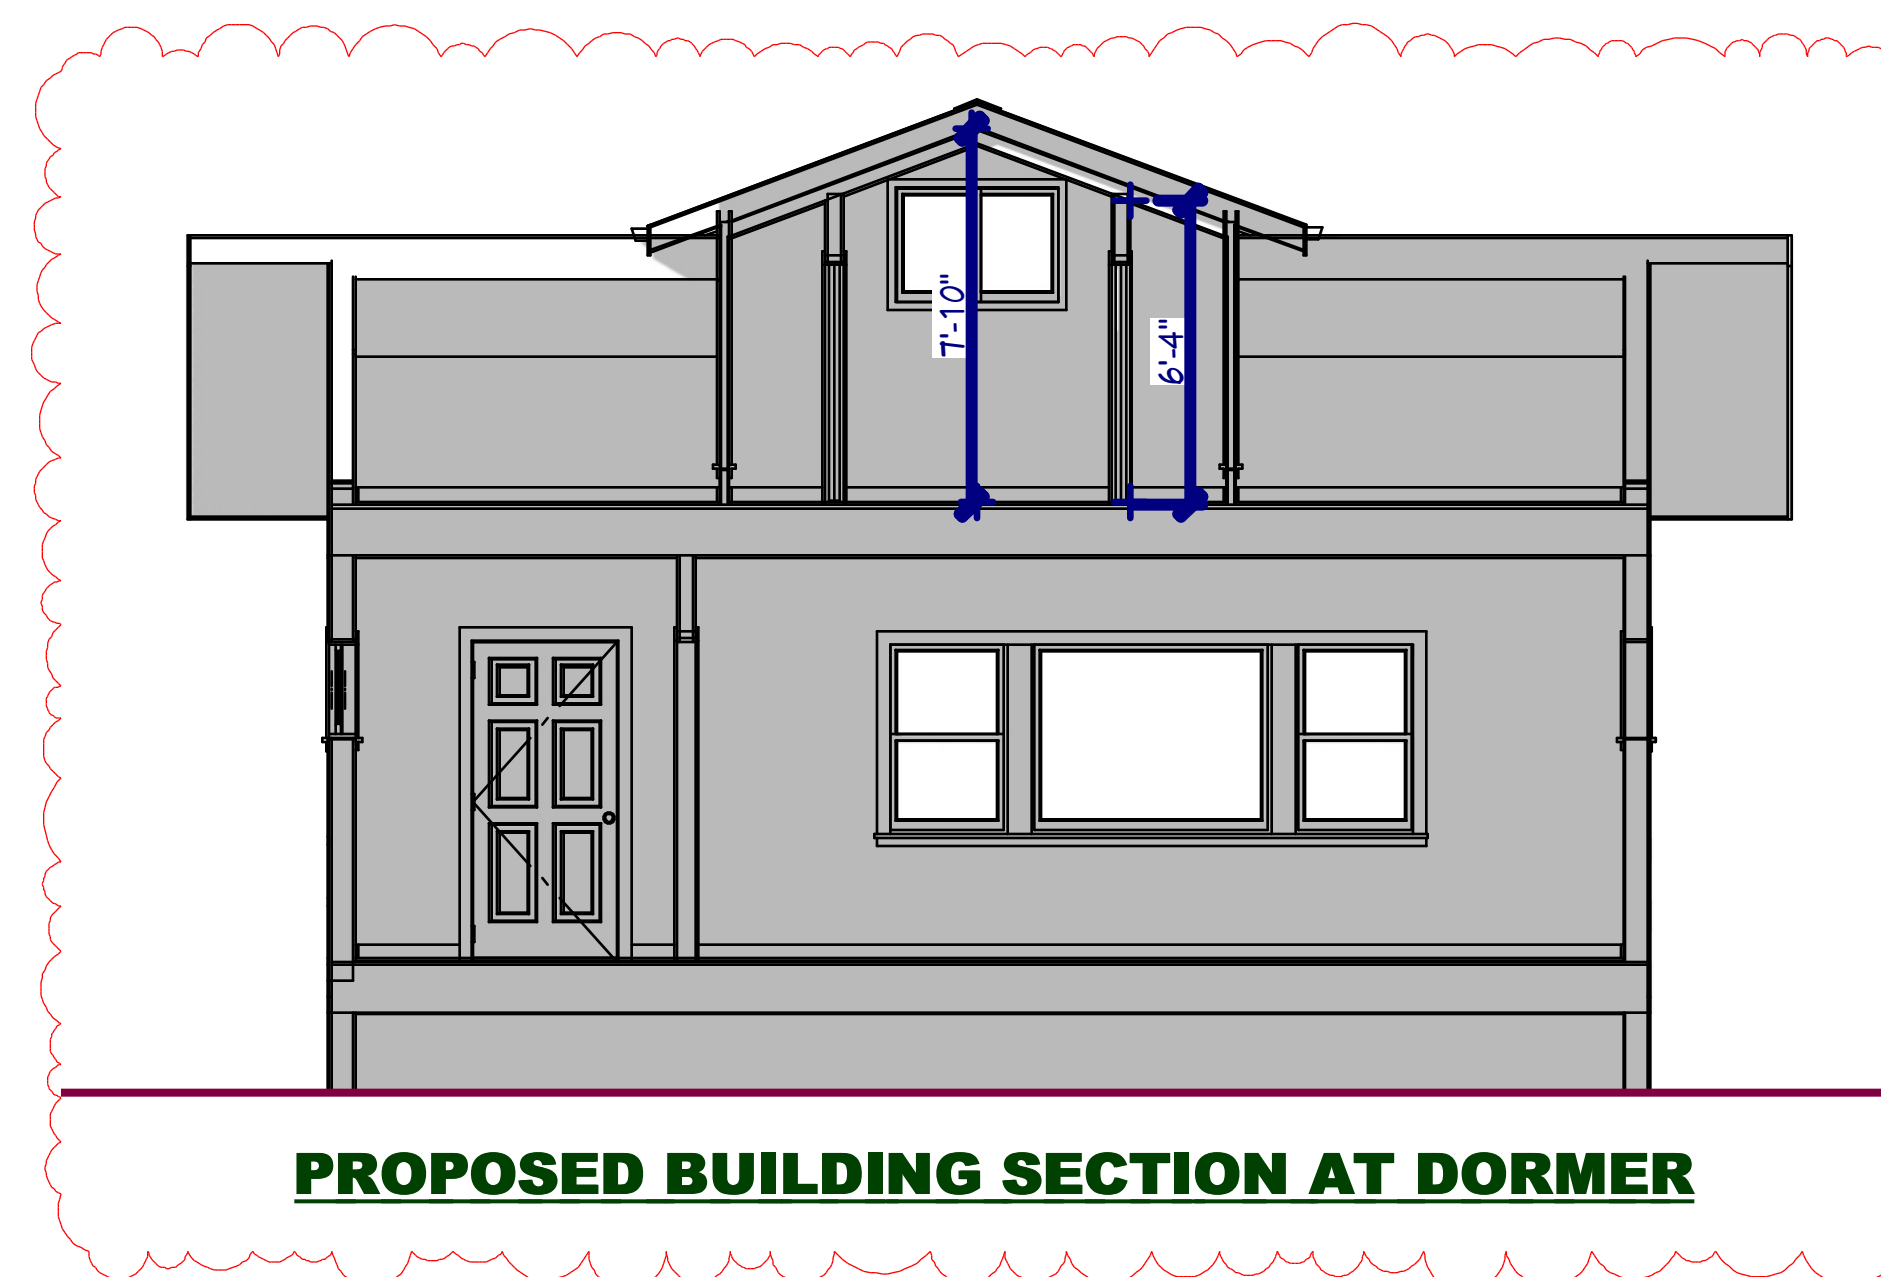 7'-10"
6'-4"
PROPOSED BUILDING SECTION AT DORMER